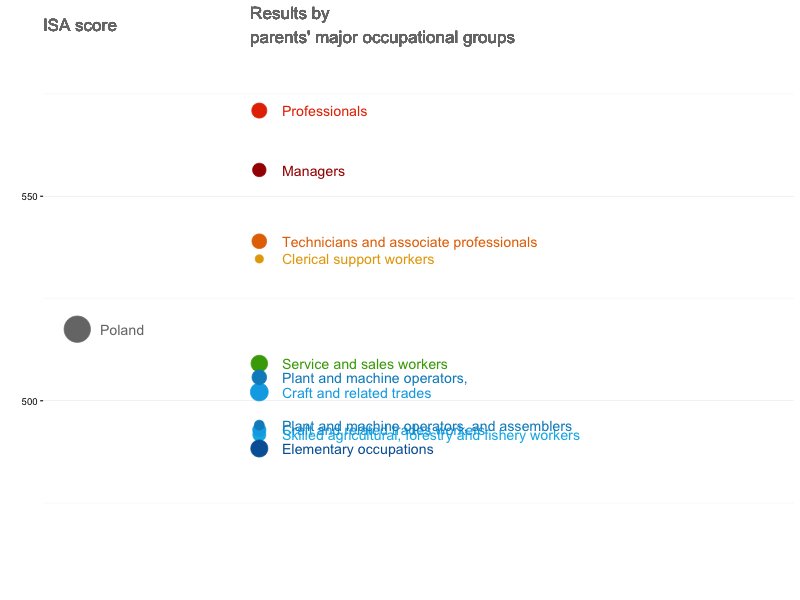 ISA score
Results by
parents' major occupational groups
Professionals
Managers
550
Technicians and associate professionals
Clerical support workers
Poland
Service and sales workers
Plant and machine operators,
Craft and related trades
500
Plant and machine operators, and assemblers
Craft and related trades workers
Skilled agricultural, forestry and fishery workers
Elementary occupations